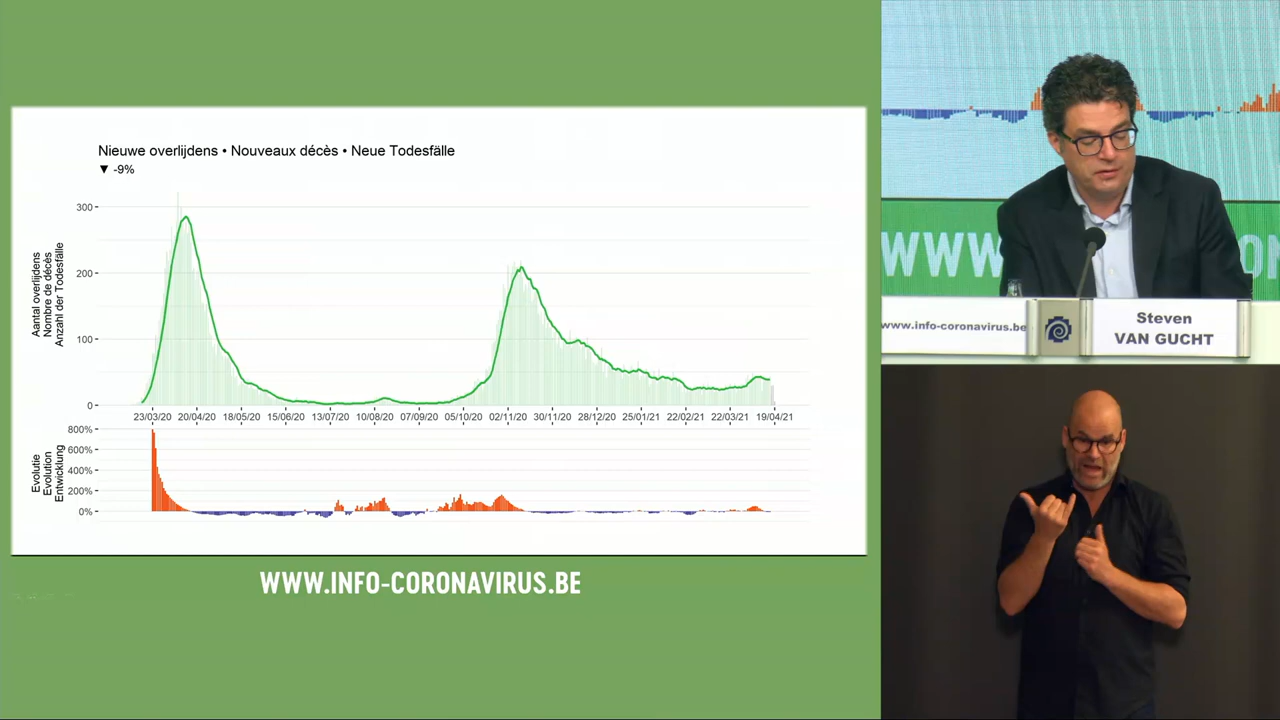 Nieuwe overlijdens • Nouveaux décès • Neue Todesfälle
▼ -9%
Aantal overlijdens
Nombre de décès
Anzahl der Todesfälle
300
200
100
0
23/03/20 20/04/20 18/05/20 15/06/20 13/07/20 10/08/20 07/09/20 05/10/20 02/11/20 30/11/20 28/12/20 25/01/21 22/02/21 22/03/21 19/04/21
Evolutie
Evolution
Entwicklung
800%
600%
400%
200%
0%
WWW.INFO-CORONAVIRUS.BE
WWW
ON
www.info-coronavirus.be
Steven
VAN GUCHT